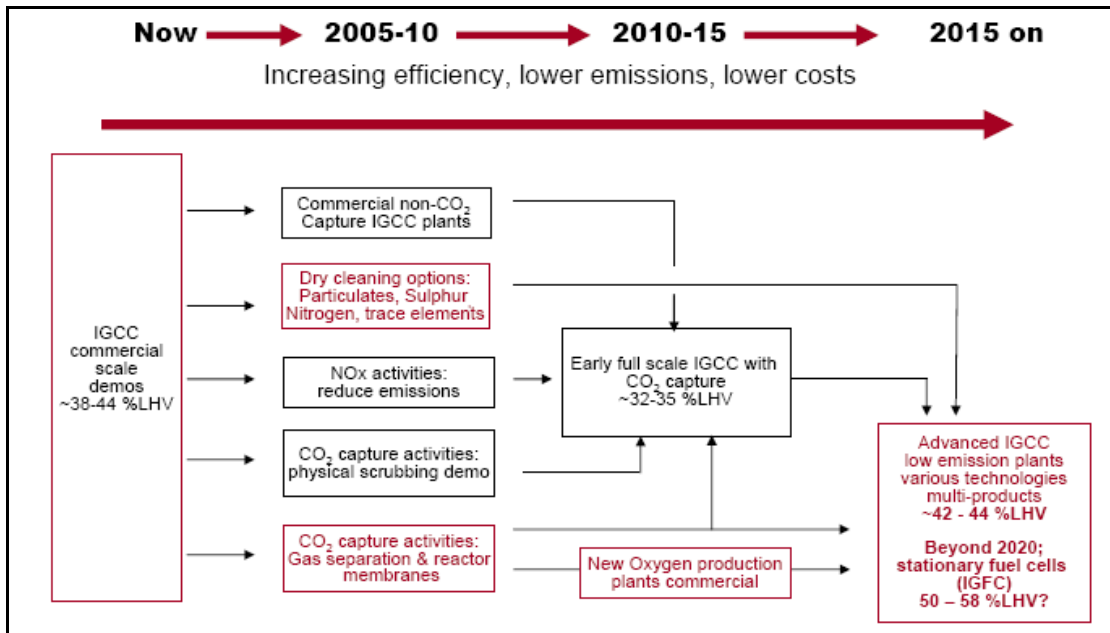 Now 2005-10 2010-15 2015 on
Increasing efficiency, lower emissions, lower costs
IGCC
commercial
scale
demos
~38-44 %LHV
Commercial non-CO₂
Capture IGCC plants
Dry cleaning options:
Particulates, Sulphur
Nitrogen, trace elements
NOx activities:
reduce emissions
CO₂ capture activities:
physical scrubbing demo
CO₂ capture activities:
Gas separation & reactor
membranes
Early full scale IGCC with
CO₂ capture
~32-35 %LHV
New Oxygen production
plants commercial
Advanced IGCC
low emission plants
various technologies
multi-products
~42 - 44 %LHV
Beyond 2020;
stationary fuel cells
(IGFC)
50 – 58 %LHV?